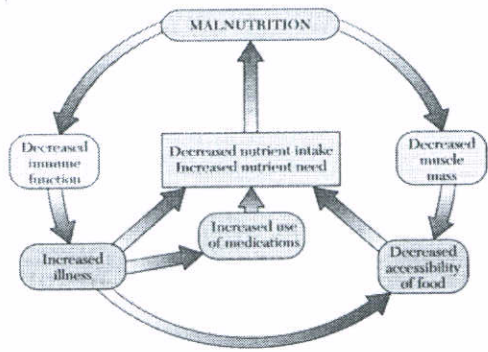 MALNUTRITION
Decreased
immune
function
Decreased nutrient intake
Increased nutrient need
Decreased
muscle
mass
Increased use
of medications
Increased
illness
Decreased
accessibility
of food